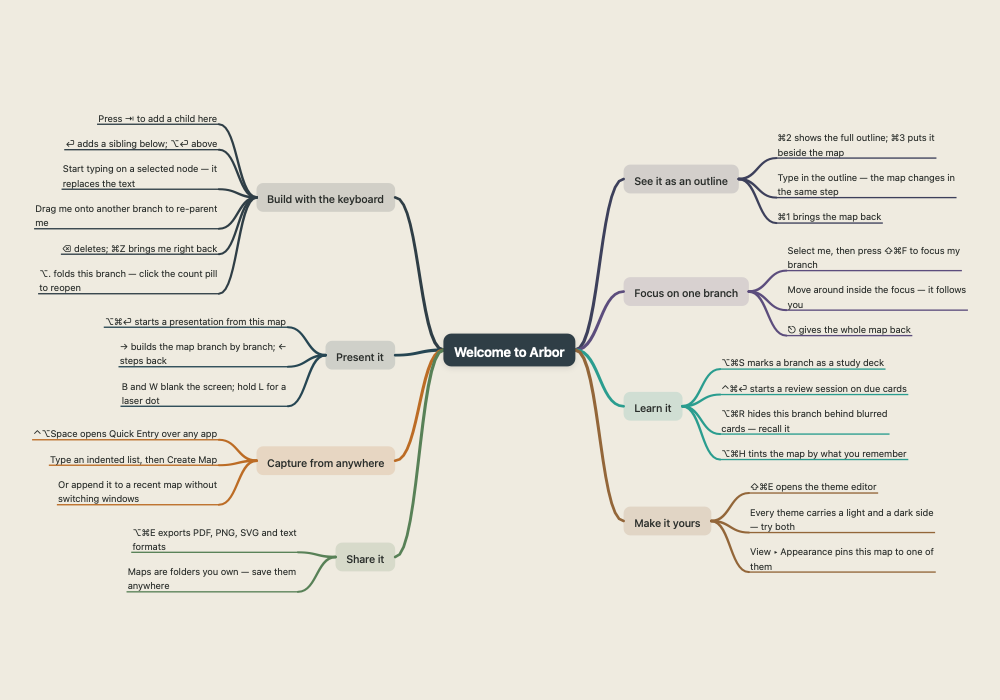 Welcome to Arbor
Build with the keyboard
Press ⇥ to add a child here
⏎ adds a sibling below; ⌥⏎ above
Start typing on a selected node — it
replaces the text
Drag me onto another branch to re-parent
me
⌫ deletes; ⌘Z brings me right back
⌥. folds this branch — click the count pill
to reopen
Present it
⌥⌘⏎ starts a presentation from this map
→ builds the map branch by branch; ←
steps back
B and W blank the screen; hold L for a
laser dot
Capture from anywhere
⌃⌥Space opens Quick Entry over any app
Type an indented list, then Create Map
Or append it to a recent map without
switching windows
Share it
⌥⌘E exports PDF, PNG, SVG and text
formats
Maps are folders you own — save them
anywhere
See it as an outline
⌘2 shows the full outline; ⌘3 puts it
beside the map
Type in the outline — the map changes in
the same step
⌘1 brings the map back
Focus on one branch
Select me, then press ⇧⌘F to focus my
branch
Move around inside the focus — it follows
you
⎋ gives the whole map back
Learn it
⌥⌘S marks a branch as a study deck
⌃⌘⏎ starts a review session on due cards
⌥⌘R hides this branch behind blurred
cards — recall it
⌥⌘H tints the map by what you remember
Make it yours
⇧⌘E opens the theme editor
Every theme carries a light and a dark side
— try both
View ▸ Appearance pins this map to one of
them